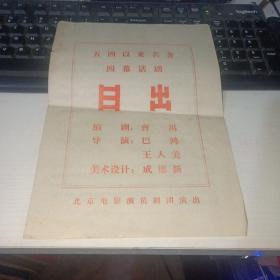 五四以来名著
四幕话剧
日出
编剧：曹禺
导演：巴鸿
王人美
美术设计：成德新
北京电影演员剧团演出